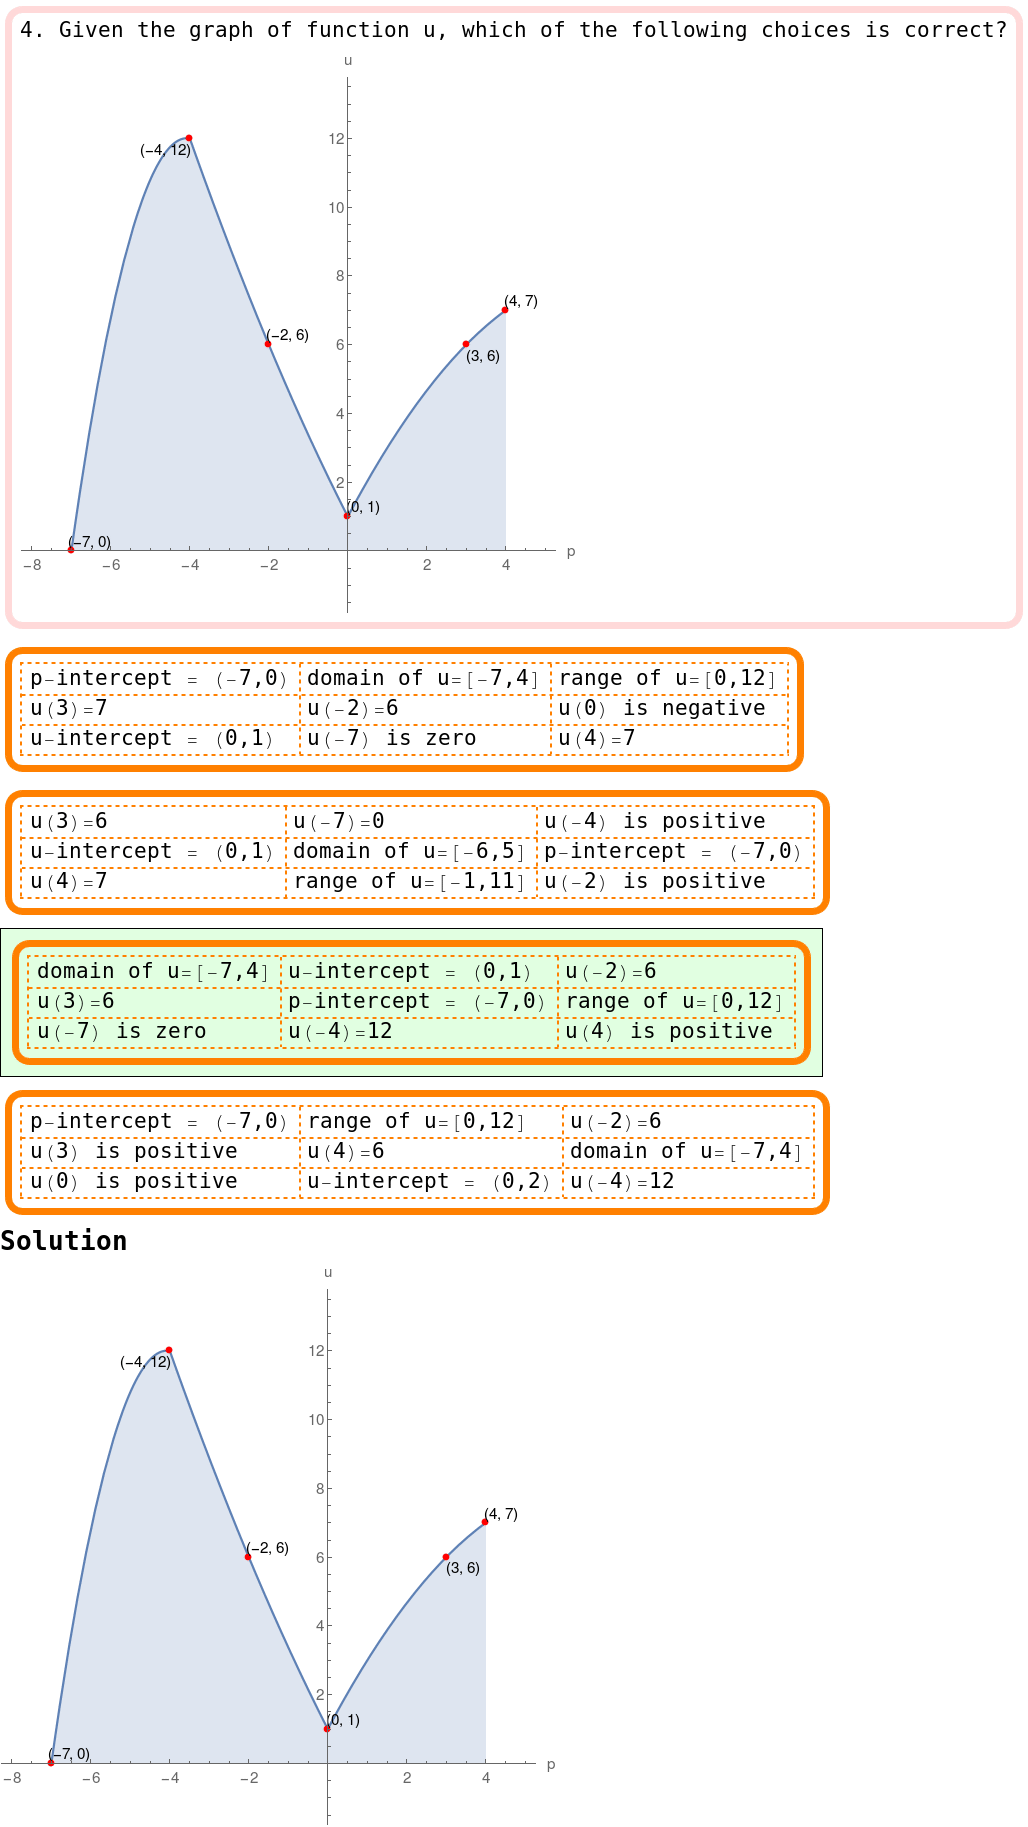 4. Given the graph of function u, which of the following choices is correct?
u
12
(−4, 12)
10
8
(4, 7)
(−2, 6)
6
(3, 6)
4
2
(0, 1)
(−7, 0)
p
−8 −6 −4 −2 2 4
p-intercept = (-7,0) domain of u=[-7,4] range of u=[0,12]
u(3)=7 u(-2)=6 u(0) is negative
u-intercept = (0,1) u(-7) is zero u(4)=7
u(3)=6 u(-7)=0 u(-4) is positive
u-intercept = (0,1) domain of u=[-6,5] p-intercept = (-7,0)
u(4)=7 range of u=[-1,11] u(-2) is positive
domain of u=[-7,4] u-intercept = (0,1) u(-2)=6
u(3)=6 p-intercept = (-7,0) range of u=[0,12]
u(-7) is zero u(-4)=12 u(4) is positive
p-intercept = (-7,0) range of u=[0,12] u(-2)=6
u(3) is positive u(4)=6 domain of u=[-7,4]
u(0) is positive u-intercept = (0,2) u(-4)=12
Solution
u
12
(−4, 12)
10
8
(4, 7)
(−2, 6)
6
(3, 6)
4
2
(0, 1)
(−7, 0)
p
−8 −6 −4 −2 2 4